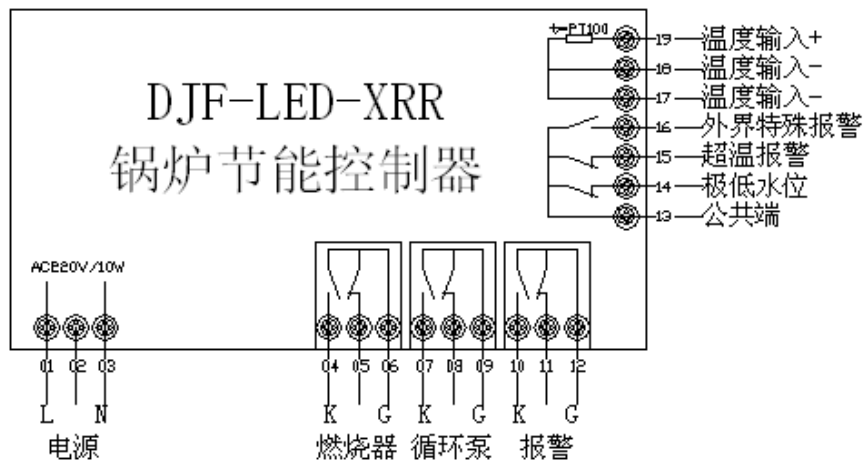 PT100
19 温度输入+
DJF-LED-XRR
18 温度输入-
17 温度输入-
锅炉节能控制器
16 外界特殊报警
15 超温报警
14 极低水位
13 公共端
AC220V/10W
01 02 03 04 05 06 07 08 09 10 11 12
L N K G K G K G
电源 燃烧器 循环泵 报警